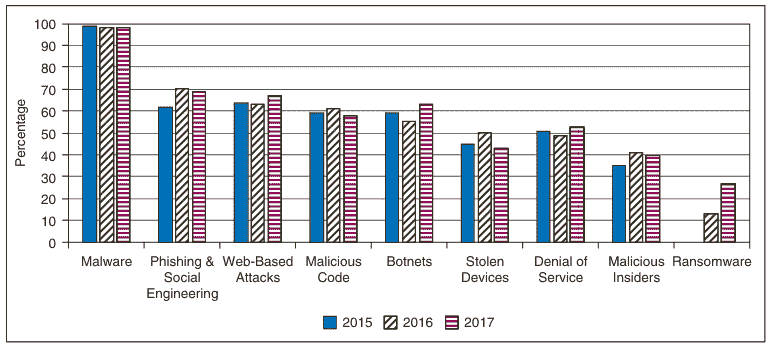 Percentage
100
90
80
70
60
50
40
30
20
10
0
Malware
Phishing &
Social
Engineering
Web-Based
Attacks
Malicious
Code
Botnets
Stolen
Devices
Denial of
Service
Malicious
Insiders
Ransomware
2015 2016 2017